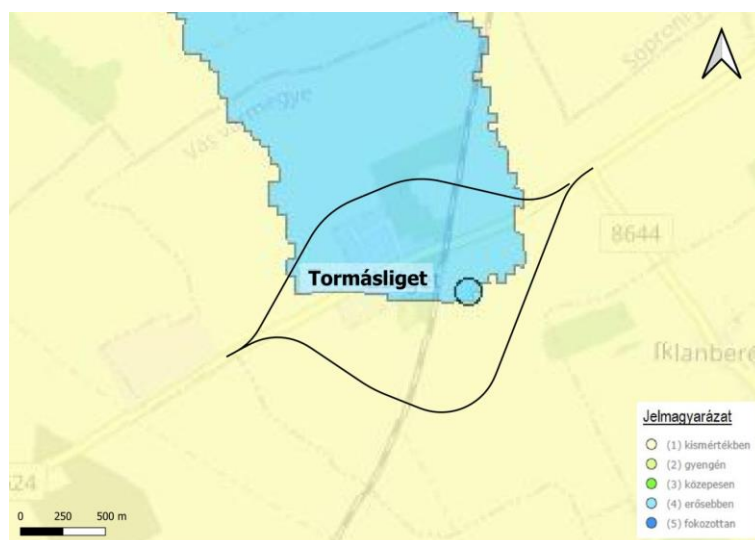 Soproni
Vas vármegye
8644
Tormásliget
Iklanberé
624
Jelmagyarázat
(1) kismértékben
(2) gyengén
(3) közepesen
(4) erősebben
(5) fokozottan
0 250 500 m